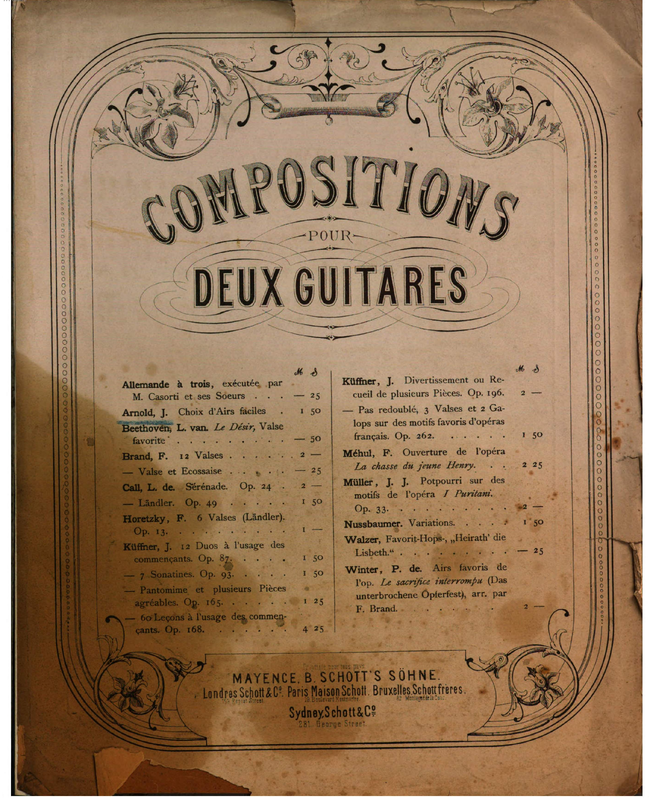 COMPOSITIONS
POUR
DEUX GUITARES
M S
Allemande à trois, exécutée par
M. Casorti et ses Sœurs . . . — 25
Arnold, J. Choix d'Airs fáciles . 1 50
Beethoven, L. van. Le Désir, Valse
favorite . . . . . . . . — 50
Brand, F. 12 Valses . . . . . . 2 —
— Valse et Ecossaise . . . . . — 25
Call, L. de. Sérénade. Op. 24 . . 2 —
— Ländler. Op. 49 . . . . . 1 50
Horetzky, F. 6 Valses (Ländler).
Op. 13. . . . . . . . . 1 —
Küffner, J. 12 Duos à l'usage des
commençants. Op. 87. . . . . 1 50
— 7 Sonatines. Op. 93. . . . . 1 50
— Pantomime et plusieurs Pièces
agréables. Op. 165. . . . . . 1 25
— 60 Leçons à l'usage des commen-
çants. Op. 168. . . . . . . 4 25
M S
Küffner, J. Divertissement ou Re-
cueil de plusieurs Pièces. Op. 196. 2 —
— Pas redoublé, 3 Valses et 2 Ga-
lops sur des motifs favoris d'opéras
français. Op. 262. . . . . . 1 50
Méhul, F. Ouverture de l'opéra
La chasse du jeune Henry. . . 2 25
Müller, J. J. Potpourri sur des
motifs de l'opéra I Puritani.
Op. 33. . . . . . . . . 2 —
Nussbaumer. Variations. . . . . 1 50
Walzer, Favorit-Hops-, „Heirath' die
Lisbeth.“ . . . . . . . . — 25
Winter, P. de. Airs favoris de
l'op. Le sacrifice interrompu (Das
unterbrochene Opferfest), arr. par
F. Brand. . . . . . . . . 2 —
MAYENCE, B. SCHOTT'S SÖHNE.
Londres Schott & Co. Paris Maison Schott. Bruxelles Schott frères.
Sydney, Schott & Co.
281 George Street.